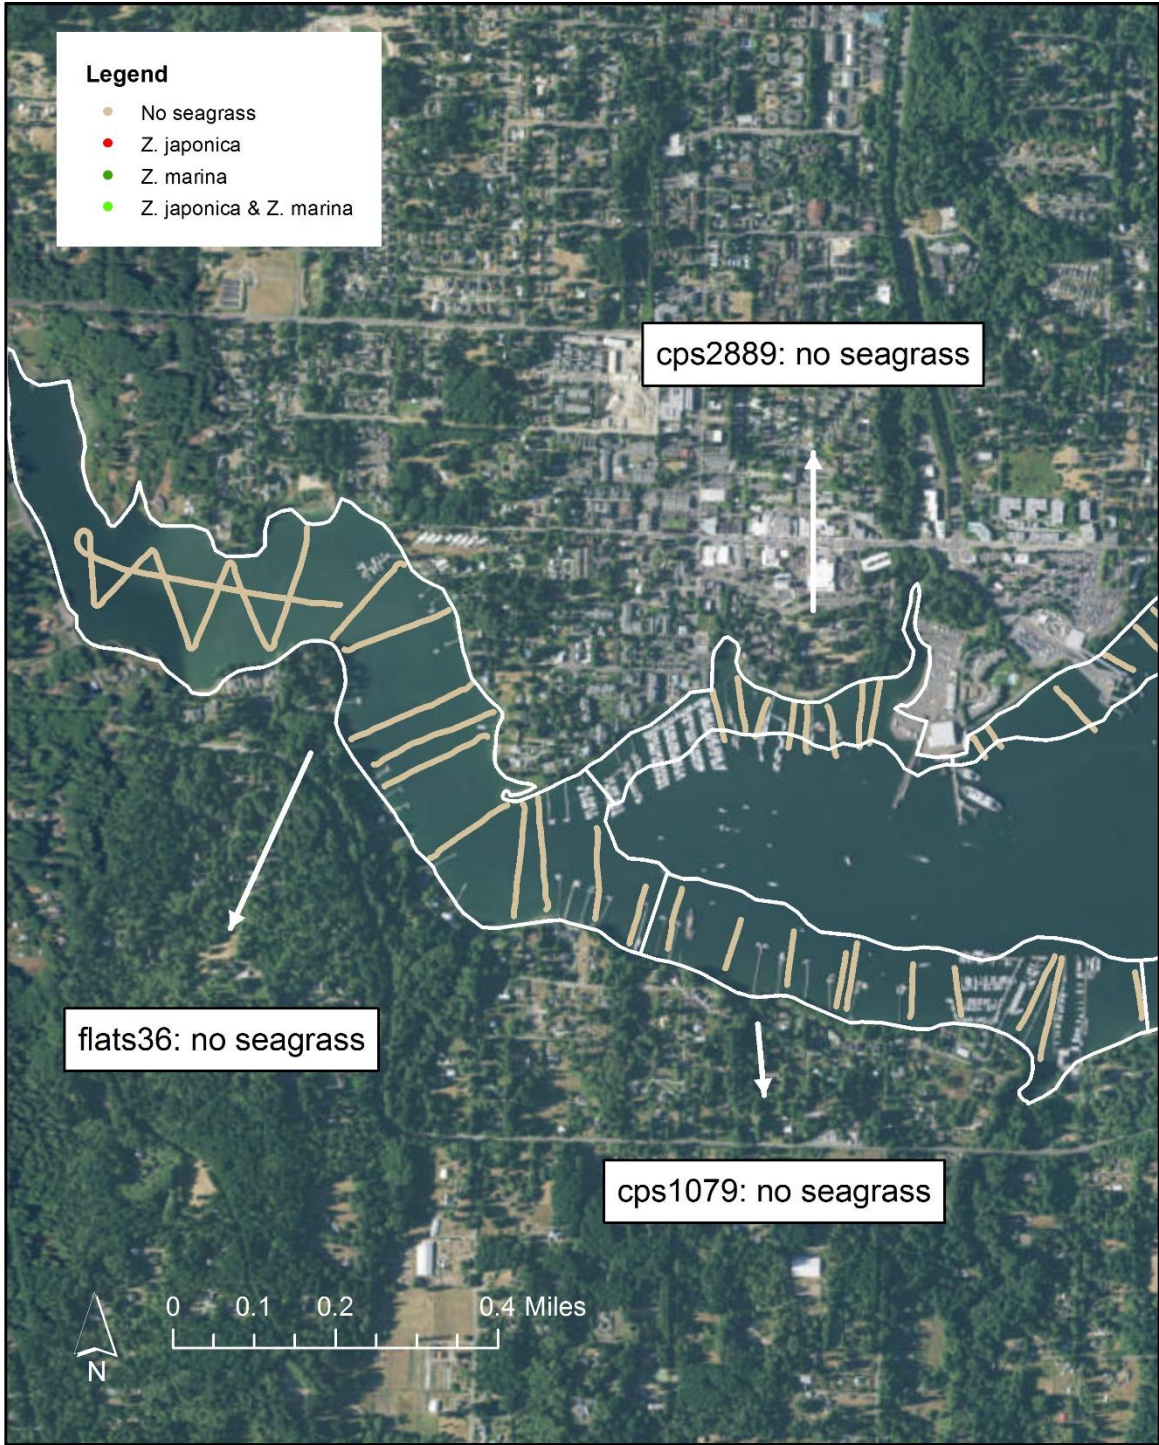 Legend
No seagrass
Z. japonica
Z. marina
Z. japonica & Z. marina
cps2889: no seagrass
flats36: no seagrass
cps1079: no seagrass
0 0.1 0.2 0.4 Miles
N